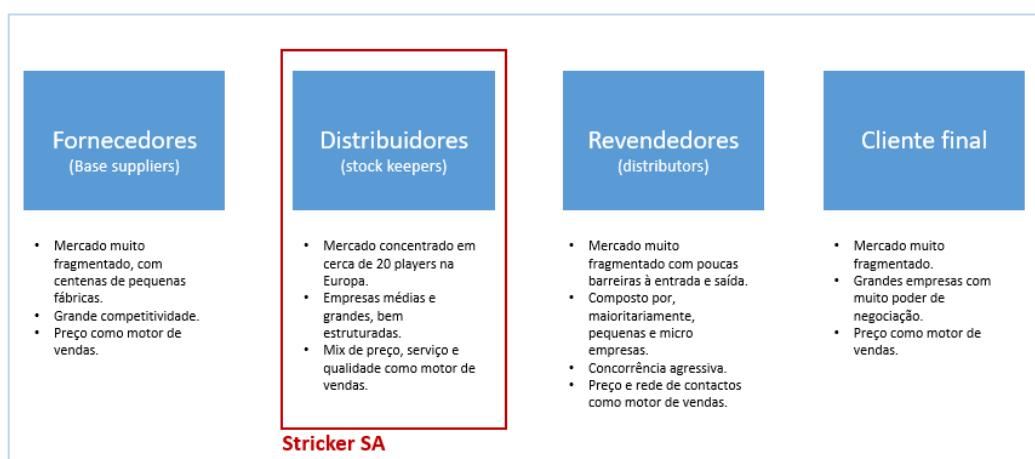 Fornecedores
(Base suppliers)
• Mercado muito
fragmentado, com
centenas de pequenas
fábricas.
• Grande competitividade.
• Preço como motor de
vendas.
Distribuidores
(stock keepers)
• Mercado concentrado em
cerca de 20 players na
Europa.
• Empresas médias e
grandes, bem
estruturadas.
• Mix de preço, serviço e
qualidade como motor de
vendas.
Stricker SA
Revendedores
(distributors)
• Mercado muito
fragmentado com poucas
barreiras à entrada e saída.
• Composto por,
maioritariamente,
pequenas e micro
empresas.
• Concorrência agressiva.
• Preço e rede de contactos
como motor de vendas.
Cliente final
• Mercado muito
fragmentado.
• Grandes empresas com
muito poder de
negociação.
• Preço como motor de
vendas.